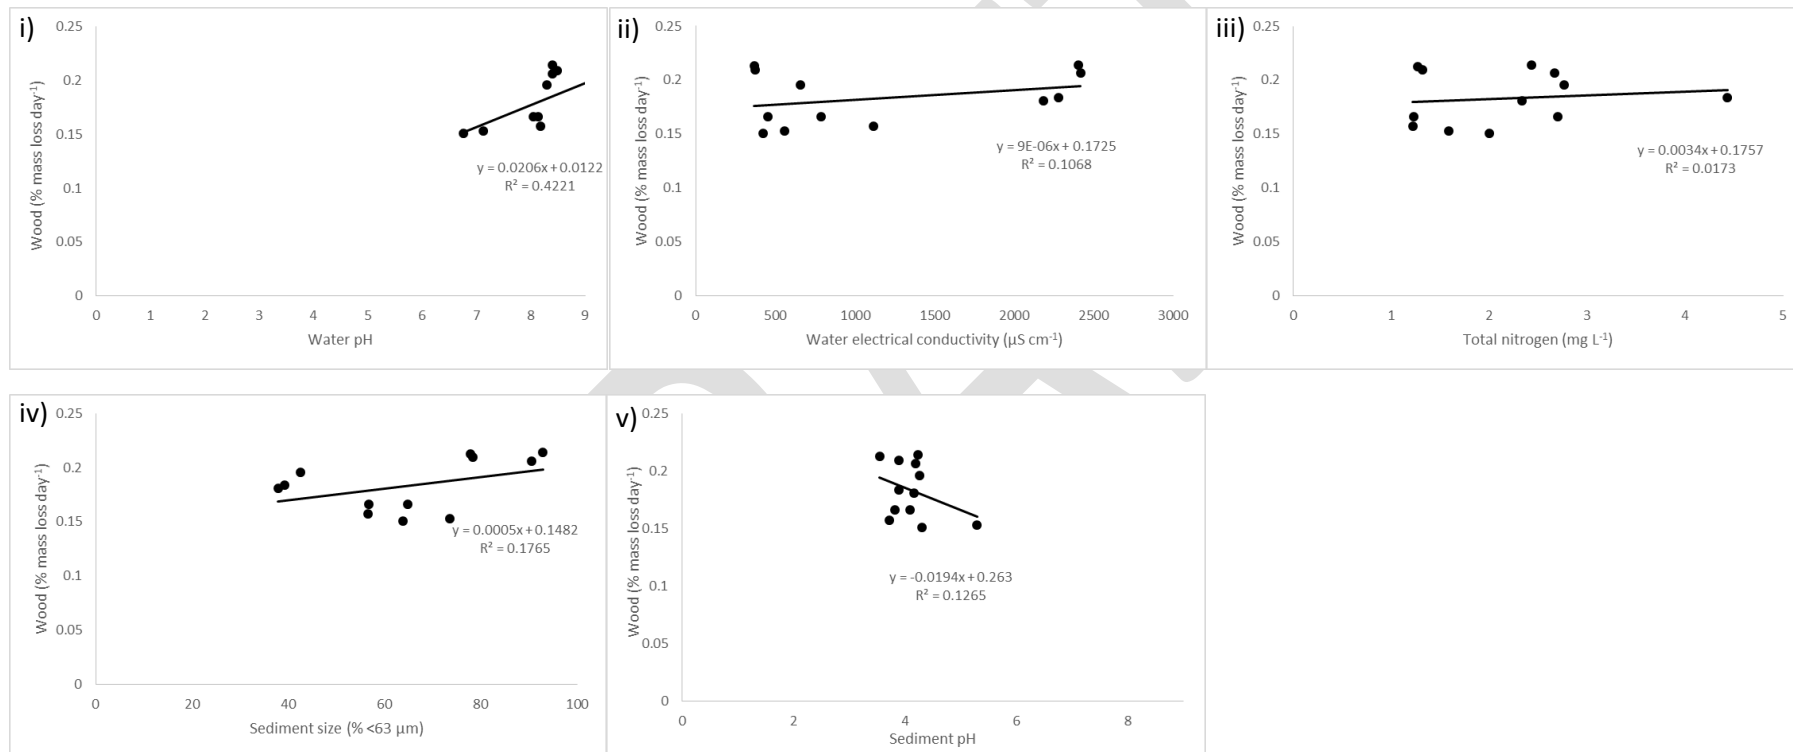 i)
0.25
0.2
0.15
0.1
0.05
0
Wood (% mass loss day-1)
y = 0.0206x + 0.0122
R² = 0.4221
0 1 2 3 4 5 6 7 8 9
Water pH
ii)
0.25
0.2
0.15
0.1
0.05
0
Wood (% mass loss day-1)
y = 9E-06x + 0.1725
R² = 0.1068
0 500 1000 1500 2000 2500 3000
Water electrical conductivity (µS cm-1)
iii)
0.25
0.2
0.15
0.1
0.05
0
Wood (% mass loss day-1)
y = 0.0034x + 0.1757
R² = 0.0173
0 1 2 3 4 5
Total nitrogen (mg L-1)
iv)
0.25
0.2
0.15
0.1
0.05
0
Wood (% mass loss day-1)
y = 0.0005x + 0.1482
R² = 0.1765
0 20 40 60 80 100
Sediment size (% <63 µm)
v)
0.25
0.2
0.15
0.1
0.05
0
Wood (% mass loss day-1)
y = -0.0194x + 0.263
R² = 0.1265
0 2 4 6 8
Sediment pH